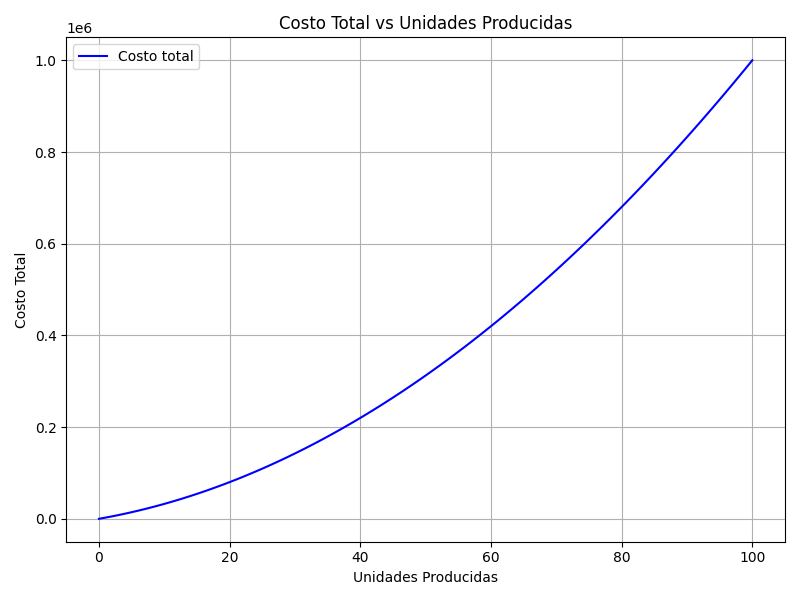 Costo Total vs Unidades Producidas
1e6
Costo total
1.0
0.8
0.6
0.4
0.2
0.0
Costo Total
0 20 40 60 80 100
Unidades Producidas